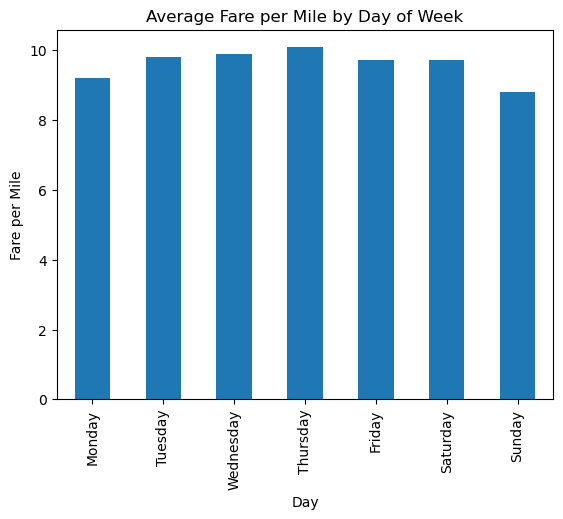 Average Fare per Mile by Day of Week
10
8
6
4
2
0
Fare per Mile
Monday
Tuesday
Wednesday
Thursday
Friday
Saturday
Sunday
Day